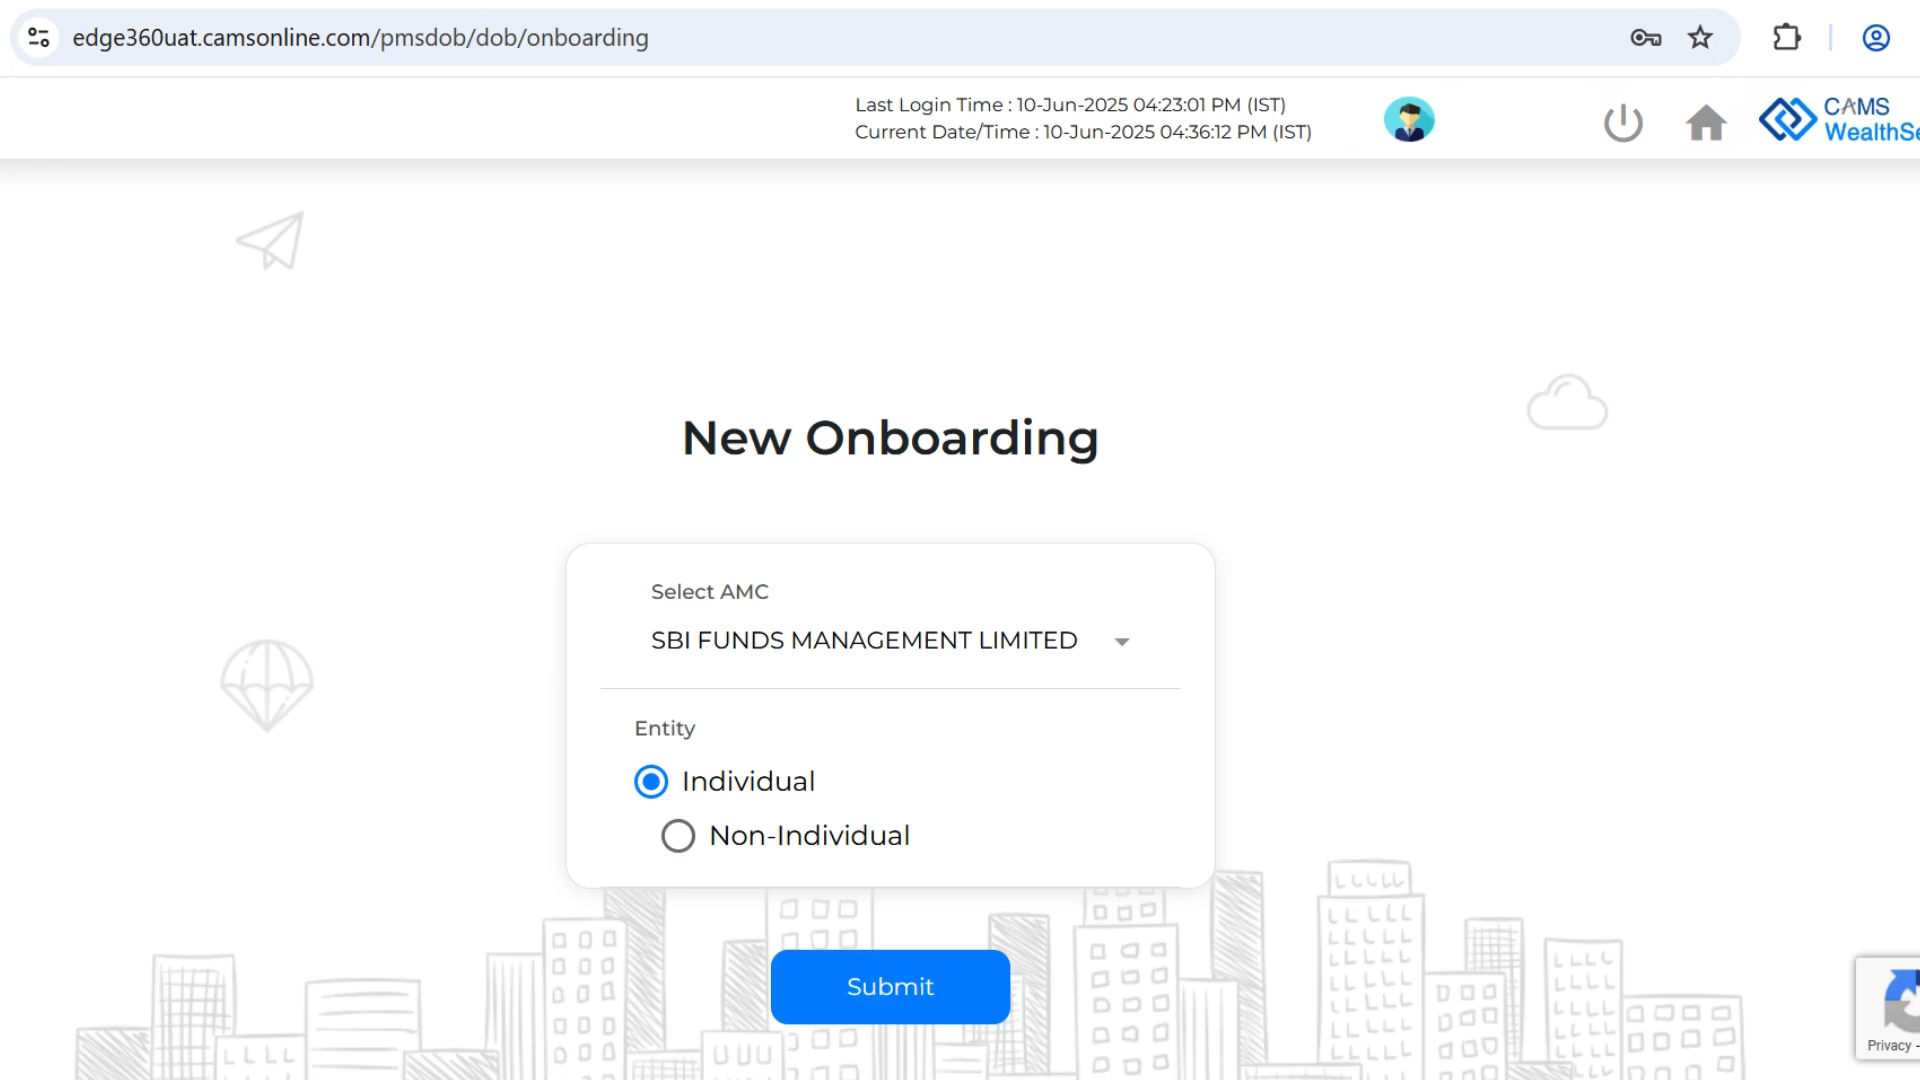 edge360uat.camsonline.com/pmsdob/dob/onboarding
Last Login Time : 10-Jun-2025 04:23:01 PM (IST)
Current Date/Time : 10-Jun-2025 04:36:12 PM (IST)
CAMS
WealthSe
New Onboarding
Select AMC
SBI FUNDS MANAGEMENT LIMITED
Entity
Individual
Non-Individual
Submit
Privacy -